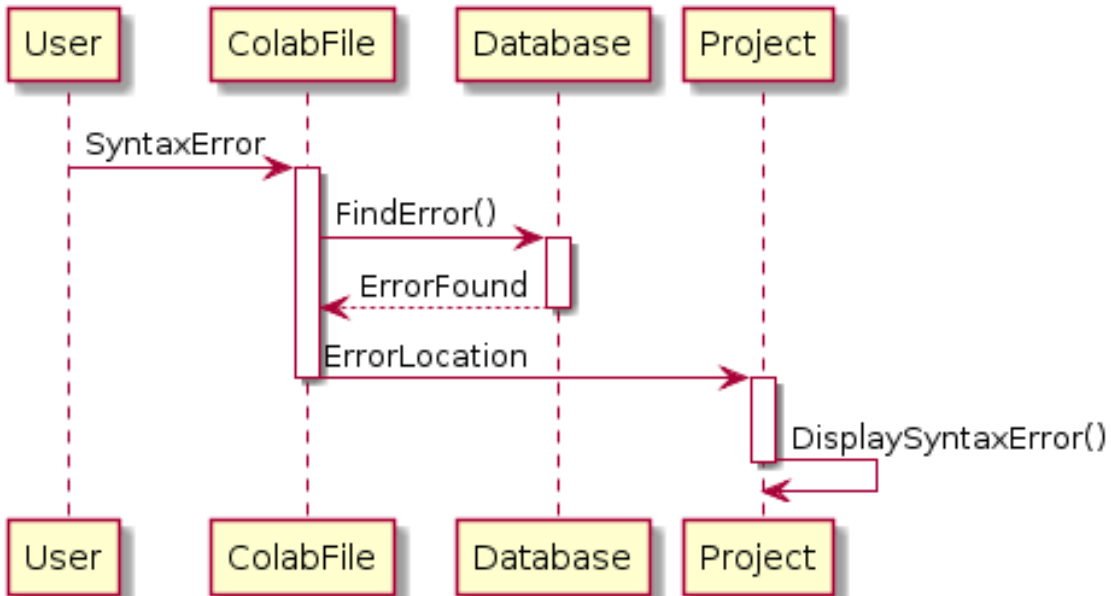 User ColabFile Database Project
SyntaxError
FindError()
ErrorFound
ErrorLocation
DisplaySyntaxError()
User ColabFile Database Project